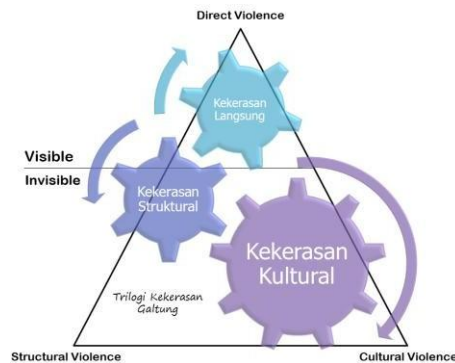 Direct Violence
Kekerasan
Langsung
Visible
Invisible
Kekerasan
Struktural
Kekerasan
Kultural
Trilogi Kekerasan
Galtung
Structural Violence
Cultural Violence